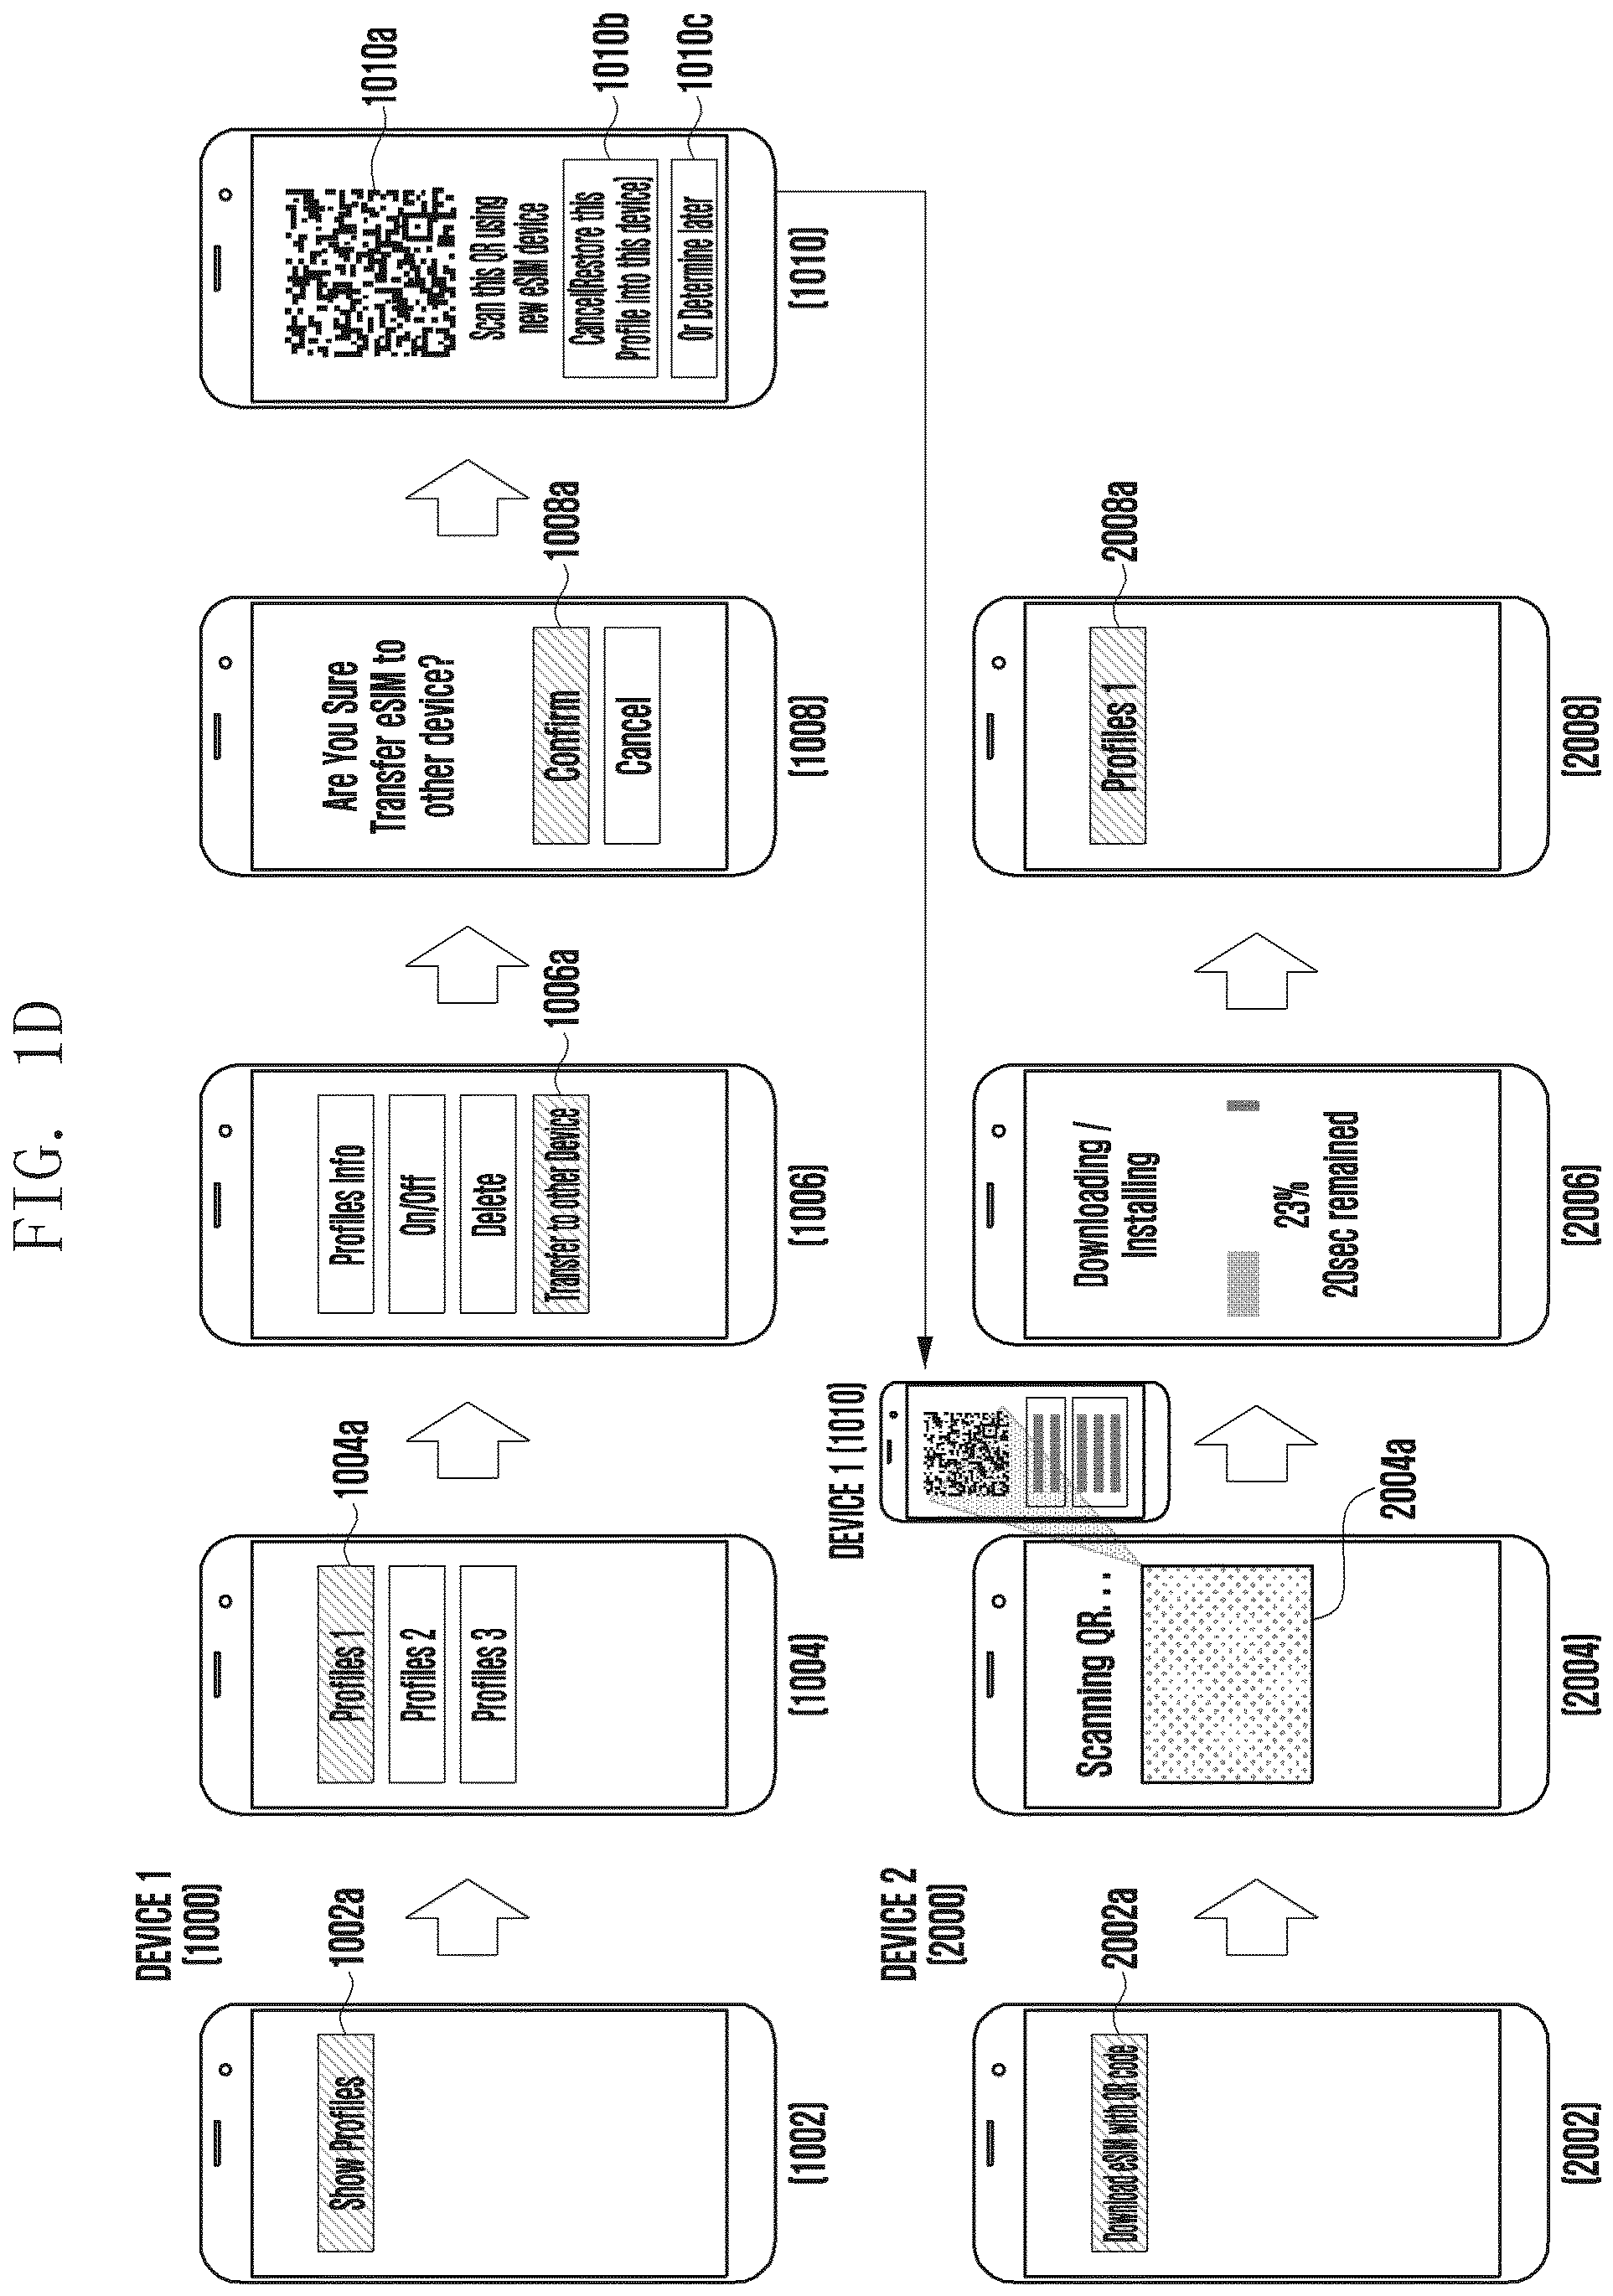 FIG. 1D
DEVICE 1
[1000]
Show Profiles
1002a
[1002]
Profiles 1
Profiles 2
Profiles 3
1004a
[1004]
Profiles Info
On/Off
Delete
Transfer to other Device
1006a
[1006]
Are You Sure
Transfer eSIM to
other device?
Confirm
Cancel
1008a
[1008]
Scan this QR using
new eSIM device
Cancel(Restore this
Profile into this device)
Or Determine later
1010a
1010b
1010c
[1010]
DEVICE 2
[2000]
Download eSIM with QR code
2002a
[2002]
DEVICE 1 [1010]
Scanning QR. . .
2004a
[2004]
Downloading /
Installing
23%
20sec remained
[2006]
Profiles 1
2008a
[2008]